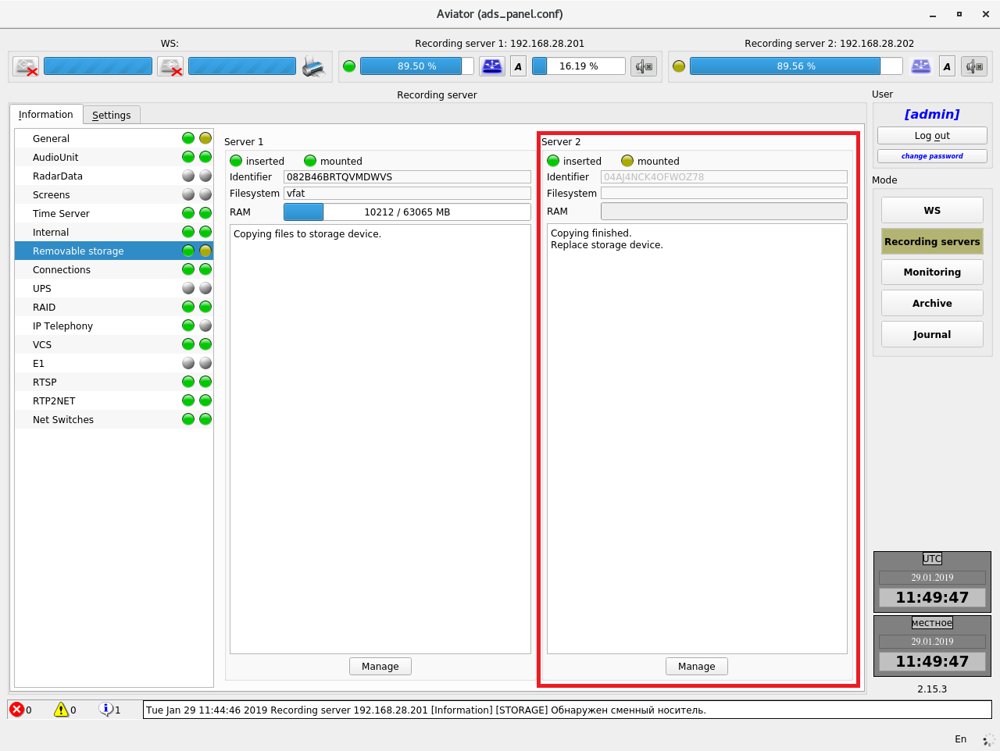 Aviator (ads_panel.conf)
WS:
Recording server 1: 192.168.28.201
Recording server 2: 192.168.28.202
89.50 %
A
16.19 %
89.56 %
A
Recording server
User
Information
Settings
[admin]
Log out
change password
General
AudioUnit
RadarData
Screens
Time Server
Internal
Removable storage
Connections
UPS
RAID
IP Telephony
VCS
E1
RTSP
RTP2NET
Net Switches
Server 1
inserted mounted
Identifier 082B46BRTQVMDWVS
Filesystem vfat
RAM 10212 / 63065 MB
Copying files to storage device.
Manage
Server 2
inserted mounted
Identifier 04AJ4NCK4OFWOZ78
Filesystem
RAM
Copying finished.
Replace storage device.
Manage
Mode
WS
Recording servers
Monitoring
Archive
Journal
UTC
29.01.2019
11:49:47
местное
29.01.2019
11:49:47
2.15.3
0 0 1
Tue Jan 29 11:44:46 2019 Recording server 192.168.28.201 [Information] [STORAGE] Обнаружен сменный носитель.
En